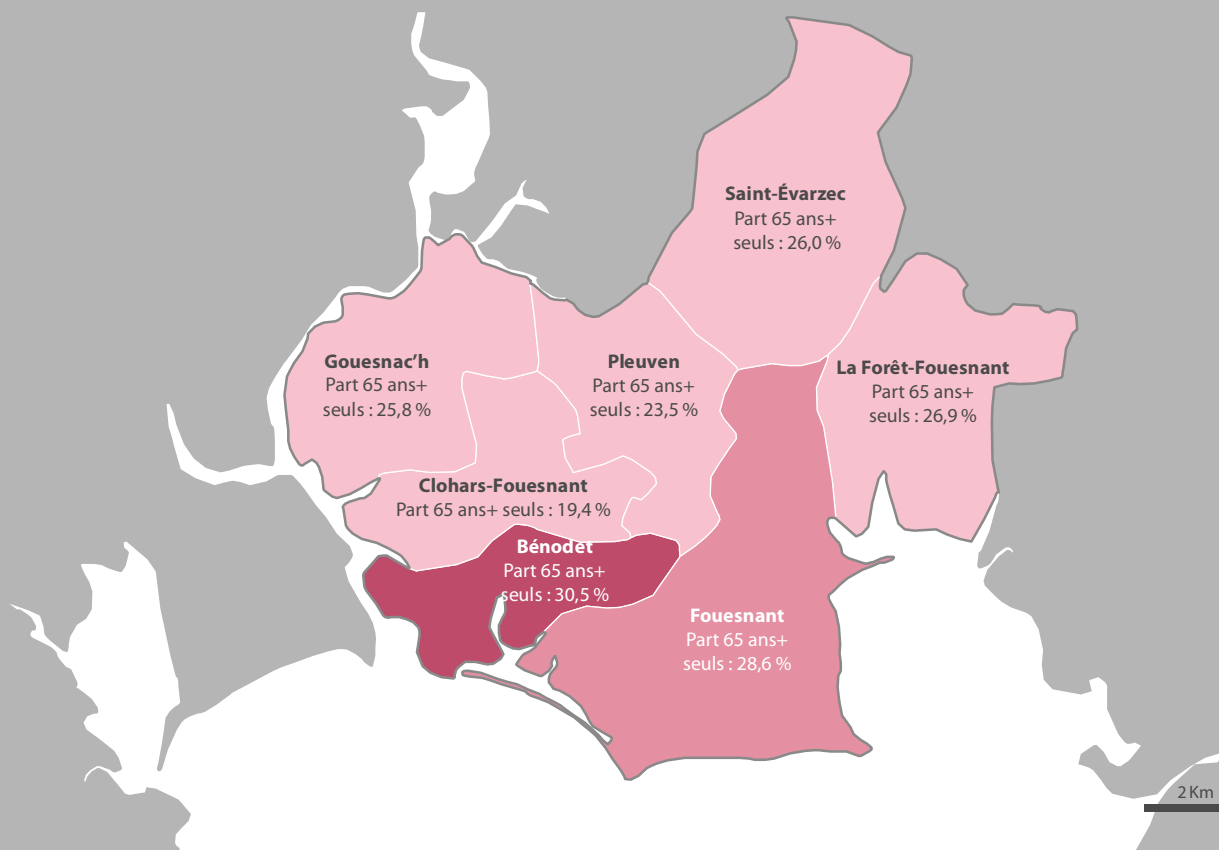 Saint-Évarzec
Part 65 ans+
seuls : 26,0 %
Gouesnac’h
Part 65 ans+
seuls : 25,8 %
Pleuven
Part 65 ans+
seuls : 23,5 %
La Forêt-Fouesnant
Part 65 ans+
seuls : 26,9 %
Clohars-Fouesnant
Part 65 ans+ seuls : 19,4 %
Bénodet
Part 65 ans+
seuls : 30,5 %
Fouesnant
Part 65 ans+
seuls : 28,6 %
2 Km